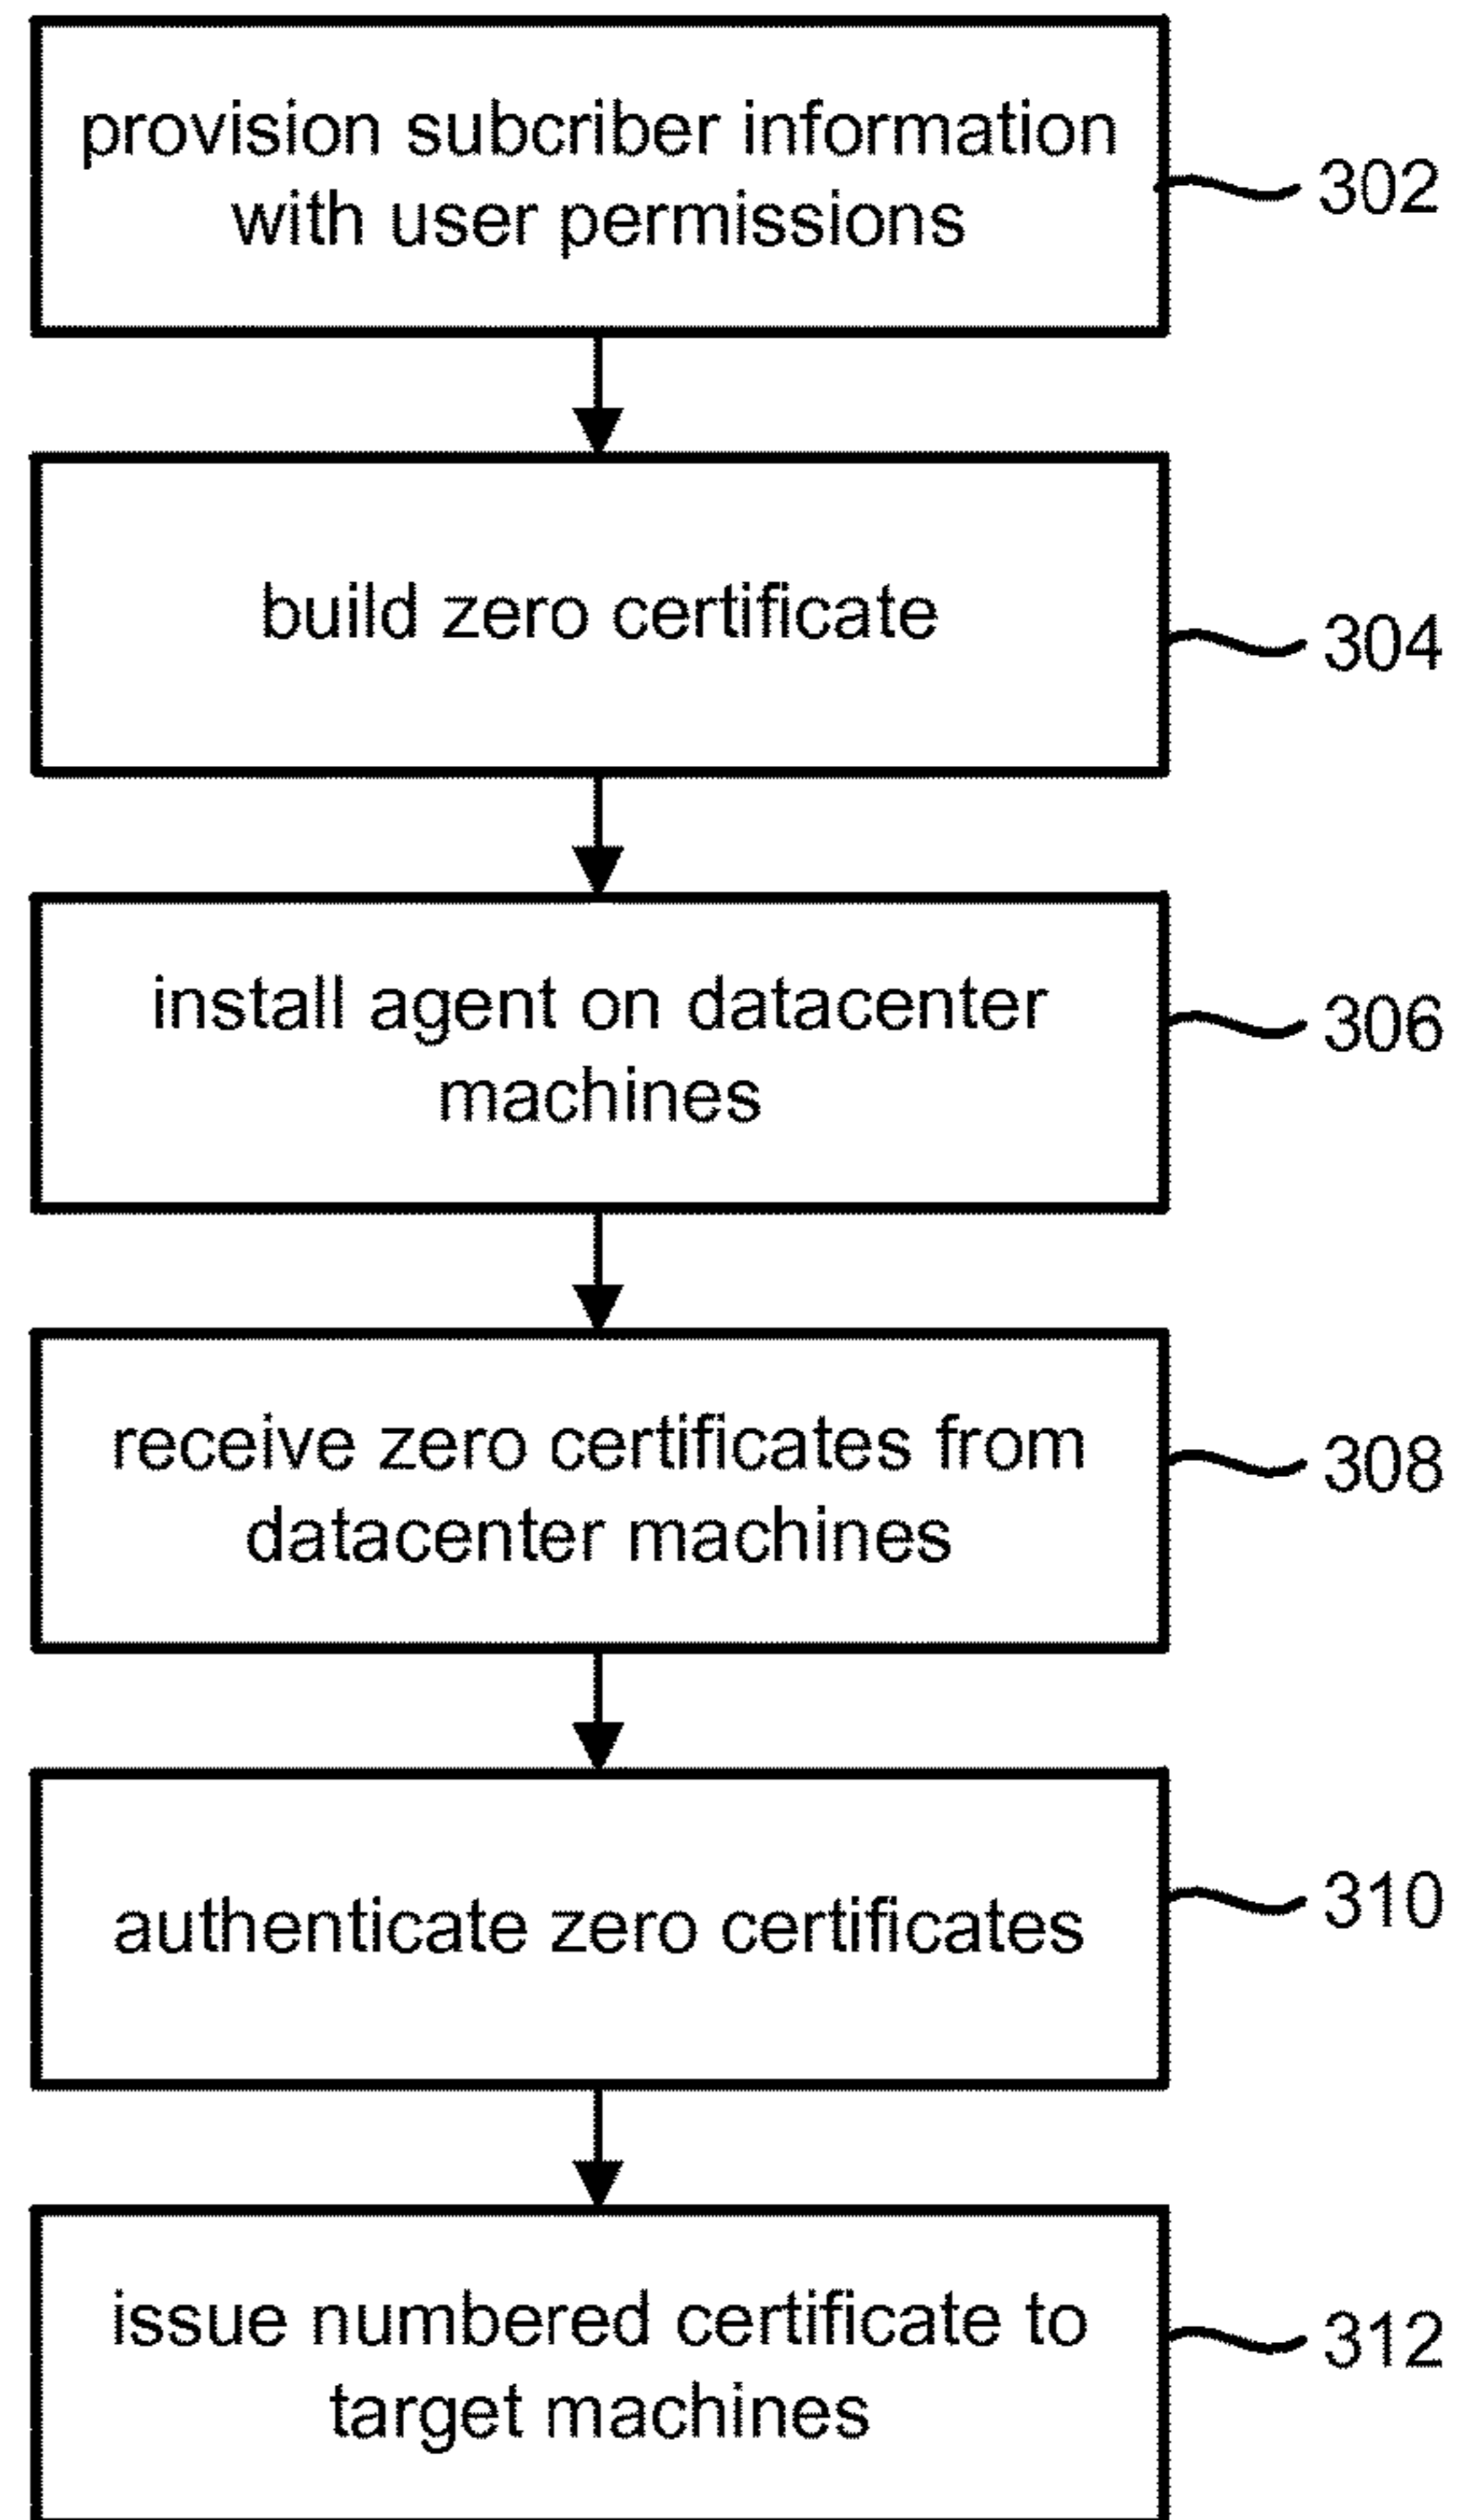 provision subcriber information
with user permissions
302
build zero certificate
304
install agent on datacenter
machines
306
receive zero certificates from
datacenter machines
308
authenticate zero certificates
310
issue numbered certificate to
target machines
312